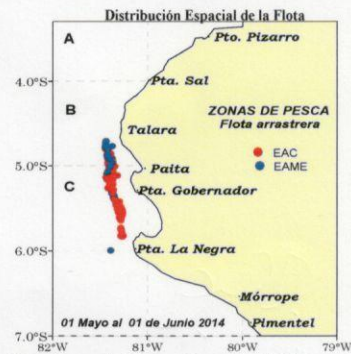 Distribución Espacial de la Flota
A
Pto. Pizarro
4.0°S
Pta. Sal
B
ZONAS DE PESCA
Flota arrastrera
Talara
EAC
5.0°S
Paita
EAME
C
Pta. Gobernador
6.0°S
Pta. La Negra
Mórrope
01 Mayo al 01 de Junio 2014
Pimentel
7.0°S
82°W
81°W
80°W
79°W